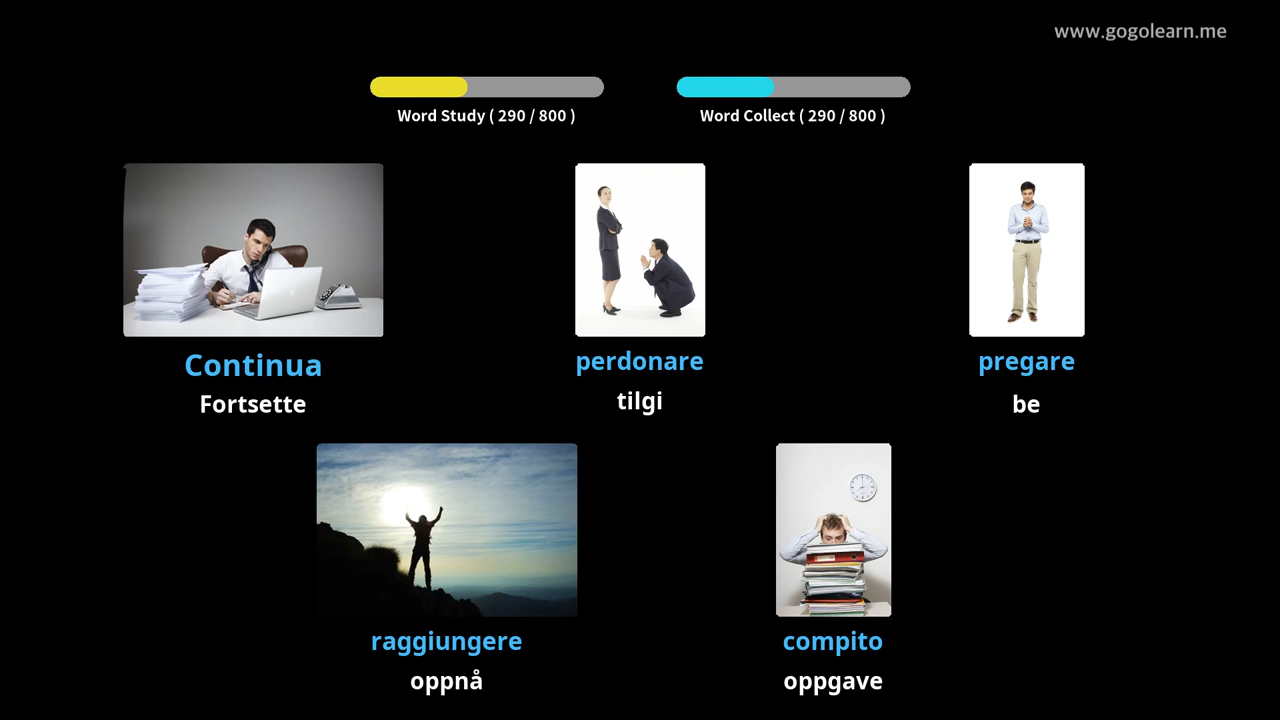 www.gogolearn.me
Word Study ( 290 / 800 )
Word Collect ( 290 / 800 )
Continua
Fortsette
perdonare
tilgi
pregare
be
raggiungere
oppnå
compito
oppgave